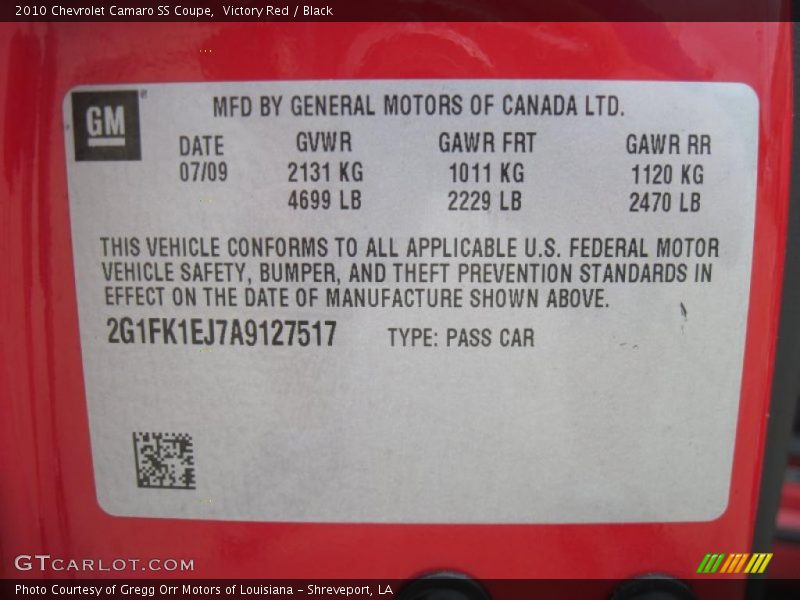 2010 Chevrolet Camaro SS Coupe,  Victory Red / Black
GM
MFD BY GENERAL MOTORS OF CANADA LTD.
DATE GVWR GAWR FRT GAWR RR
07/09 2131 KG 1011 KG 1120 KG
4699 LB 2229 LB 2470 LB
THIS VEHICLE CONFORMS TO ALL APPLICABLE U.S. FEDERAL MOTOR
VEHICLE SAFETY, BUMPER, AND THEFT PREVENTION STANDARDS IN
EFFECT ON THE DATE OF MANUFACTURE SHOWN ABOVE.
2G1FK1EJ7A9127517 TYPE: PASS CAR
GTCARLOT.COM
Photo Courtesy of Gregg Orr Motors of Louisiana - Shreveport, LA